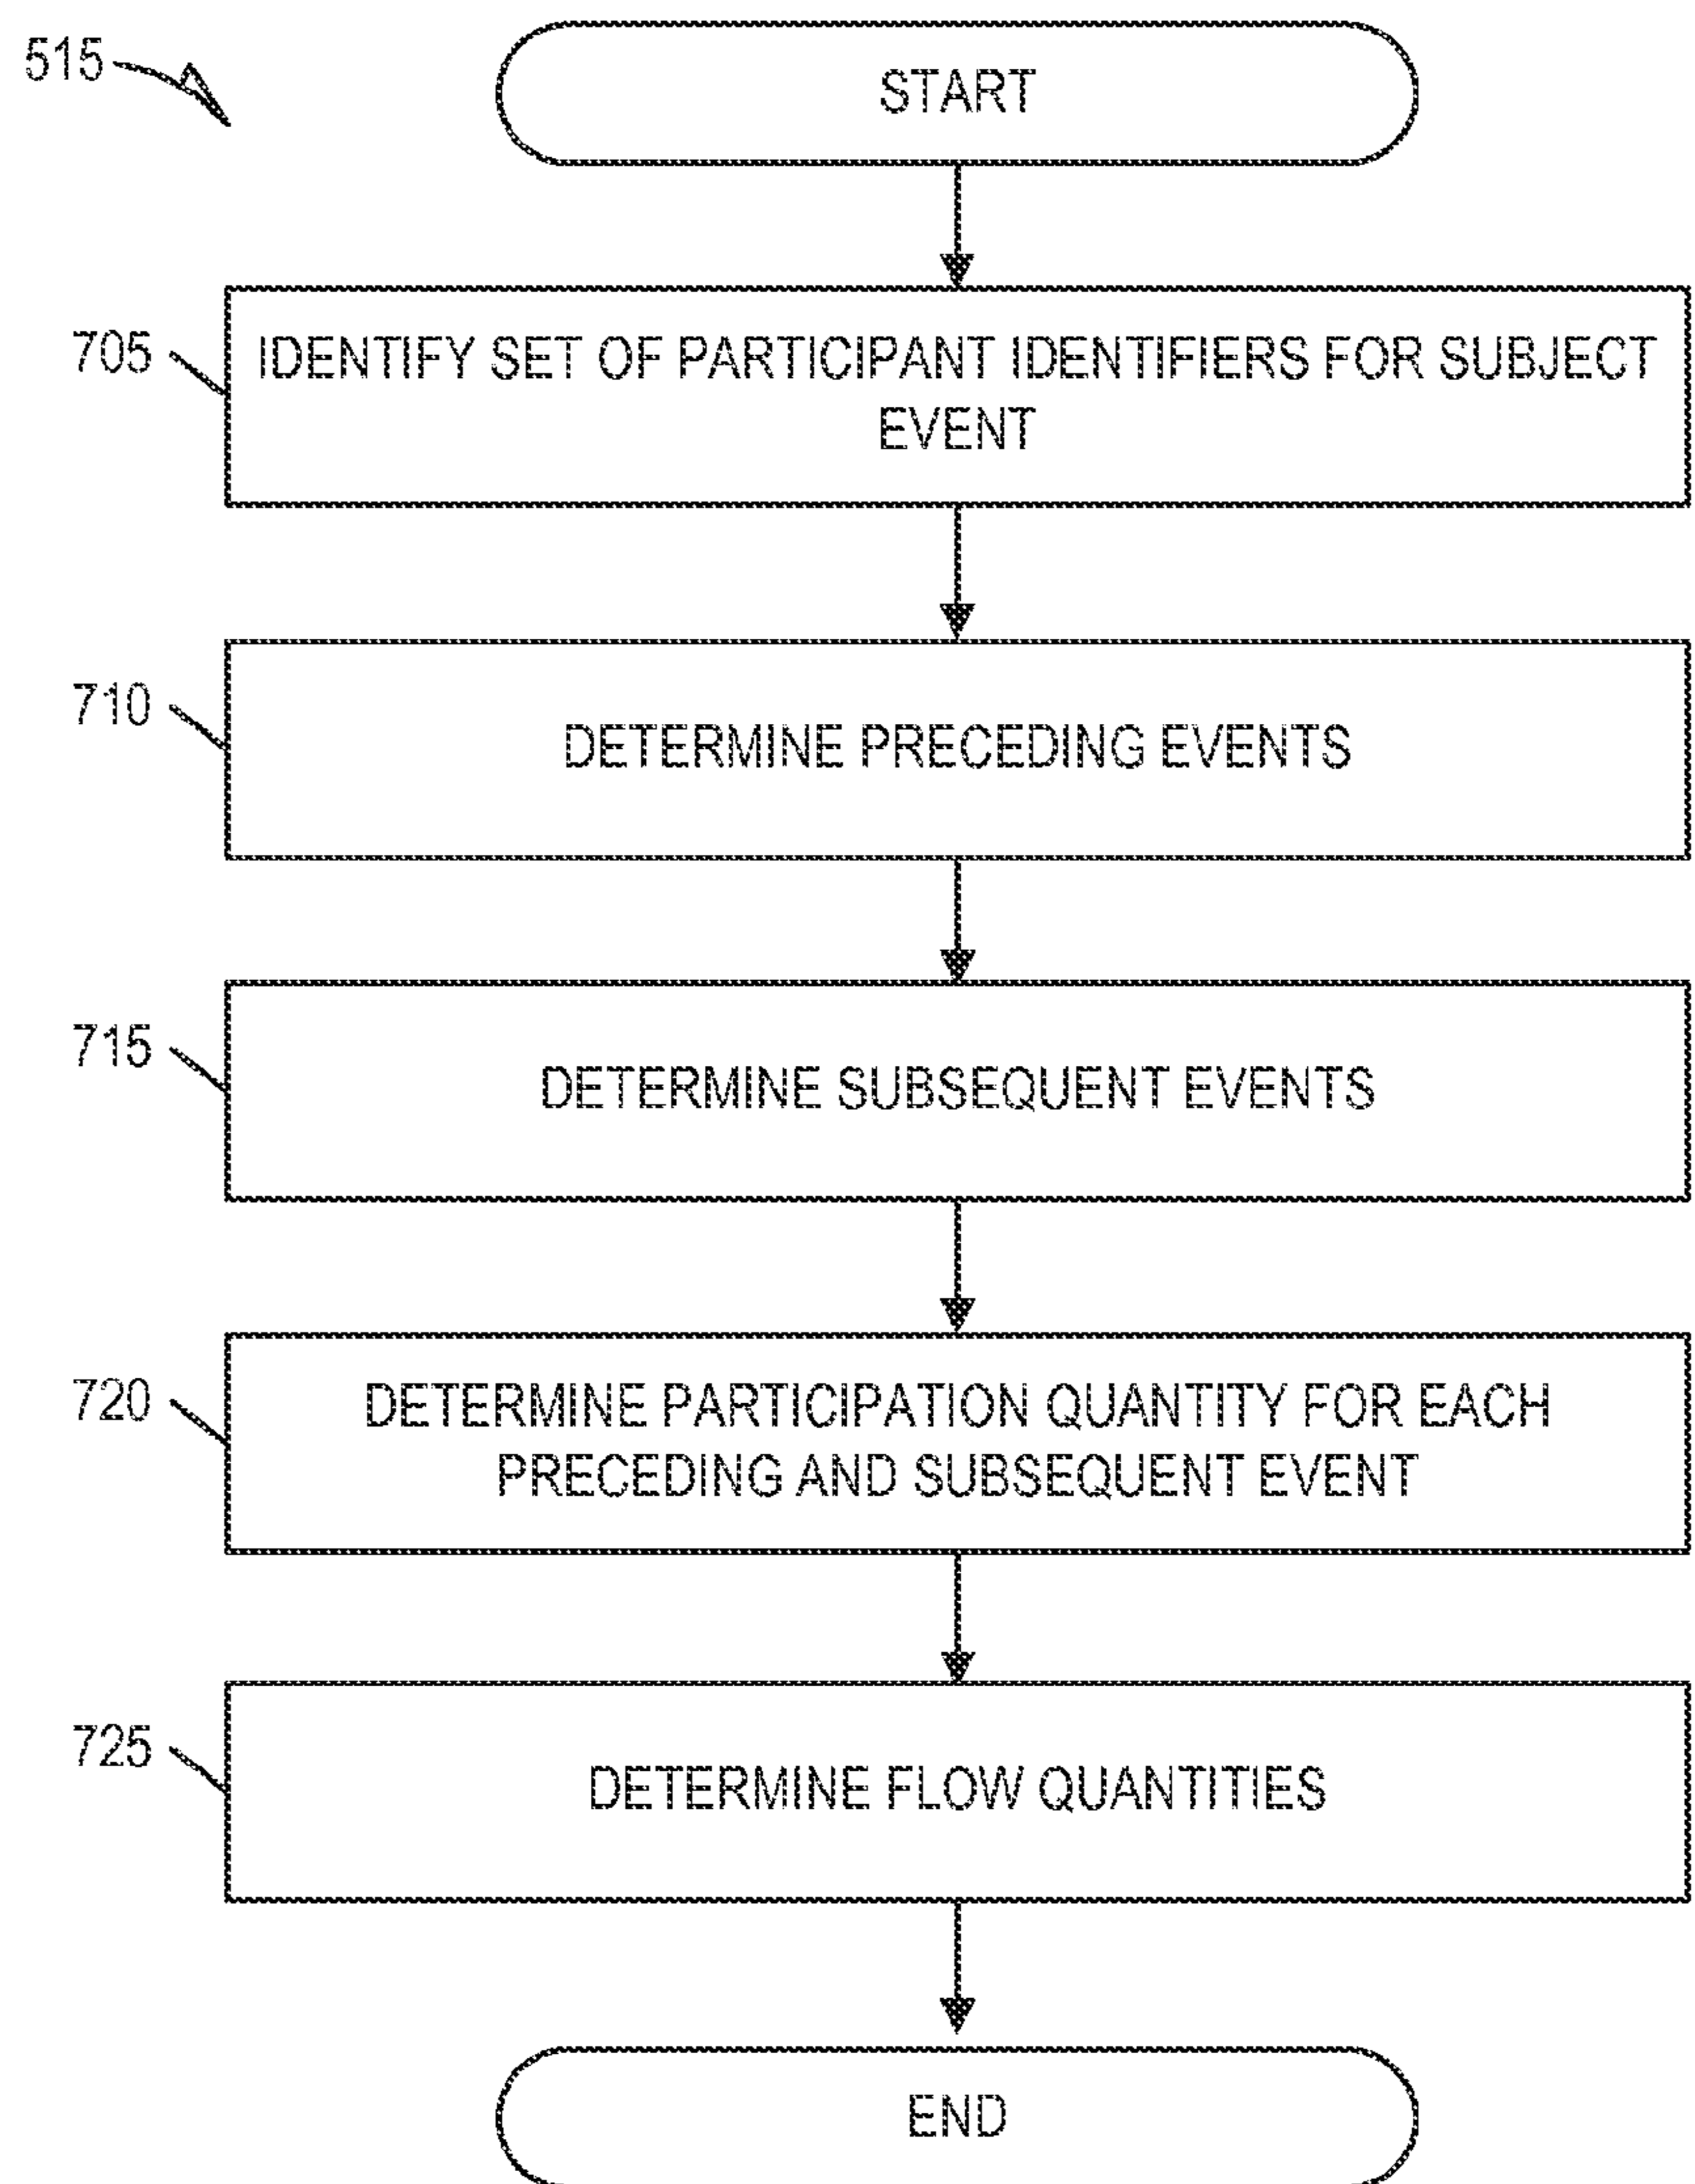 515
START
705
IDENTIFY SET OF PARTICIPANT IDENTIFIERS FOR SUBJECT
EVENT
710
DETERMINE PRECEDING EVENTS
715
DETERMINE SUBSEQUENT EVENTS
720
DETERMINE PARTICIPATION QUANTITY FOR EACH
PRECEDING AND SUBSEQUENT EVENT
725
DETERMINE FLOW QUANTITIES
END